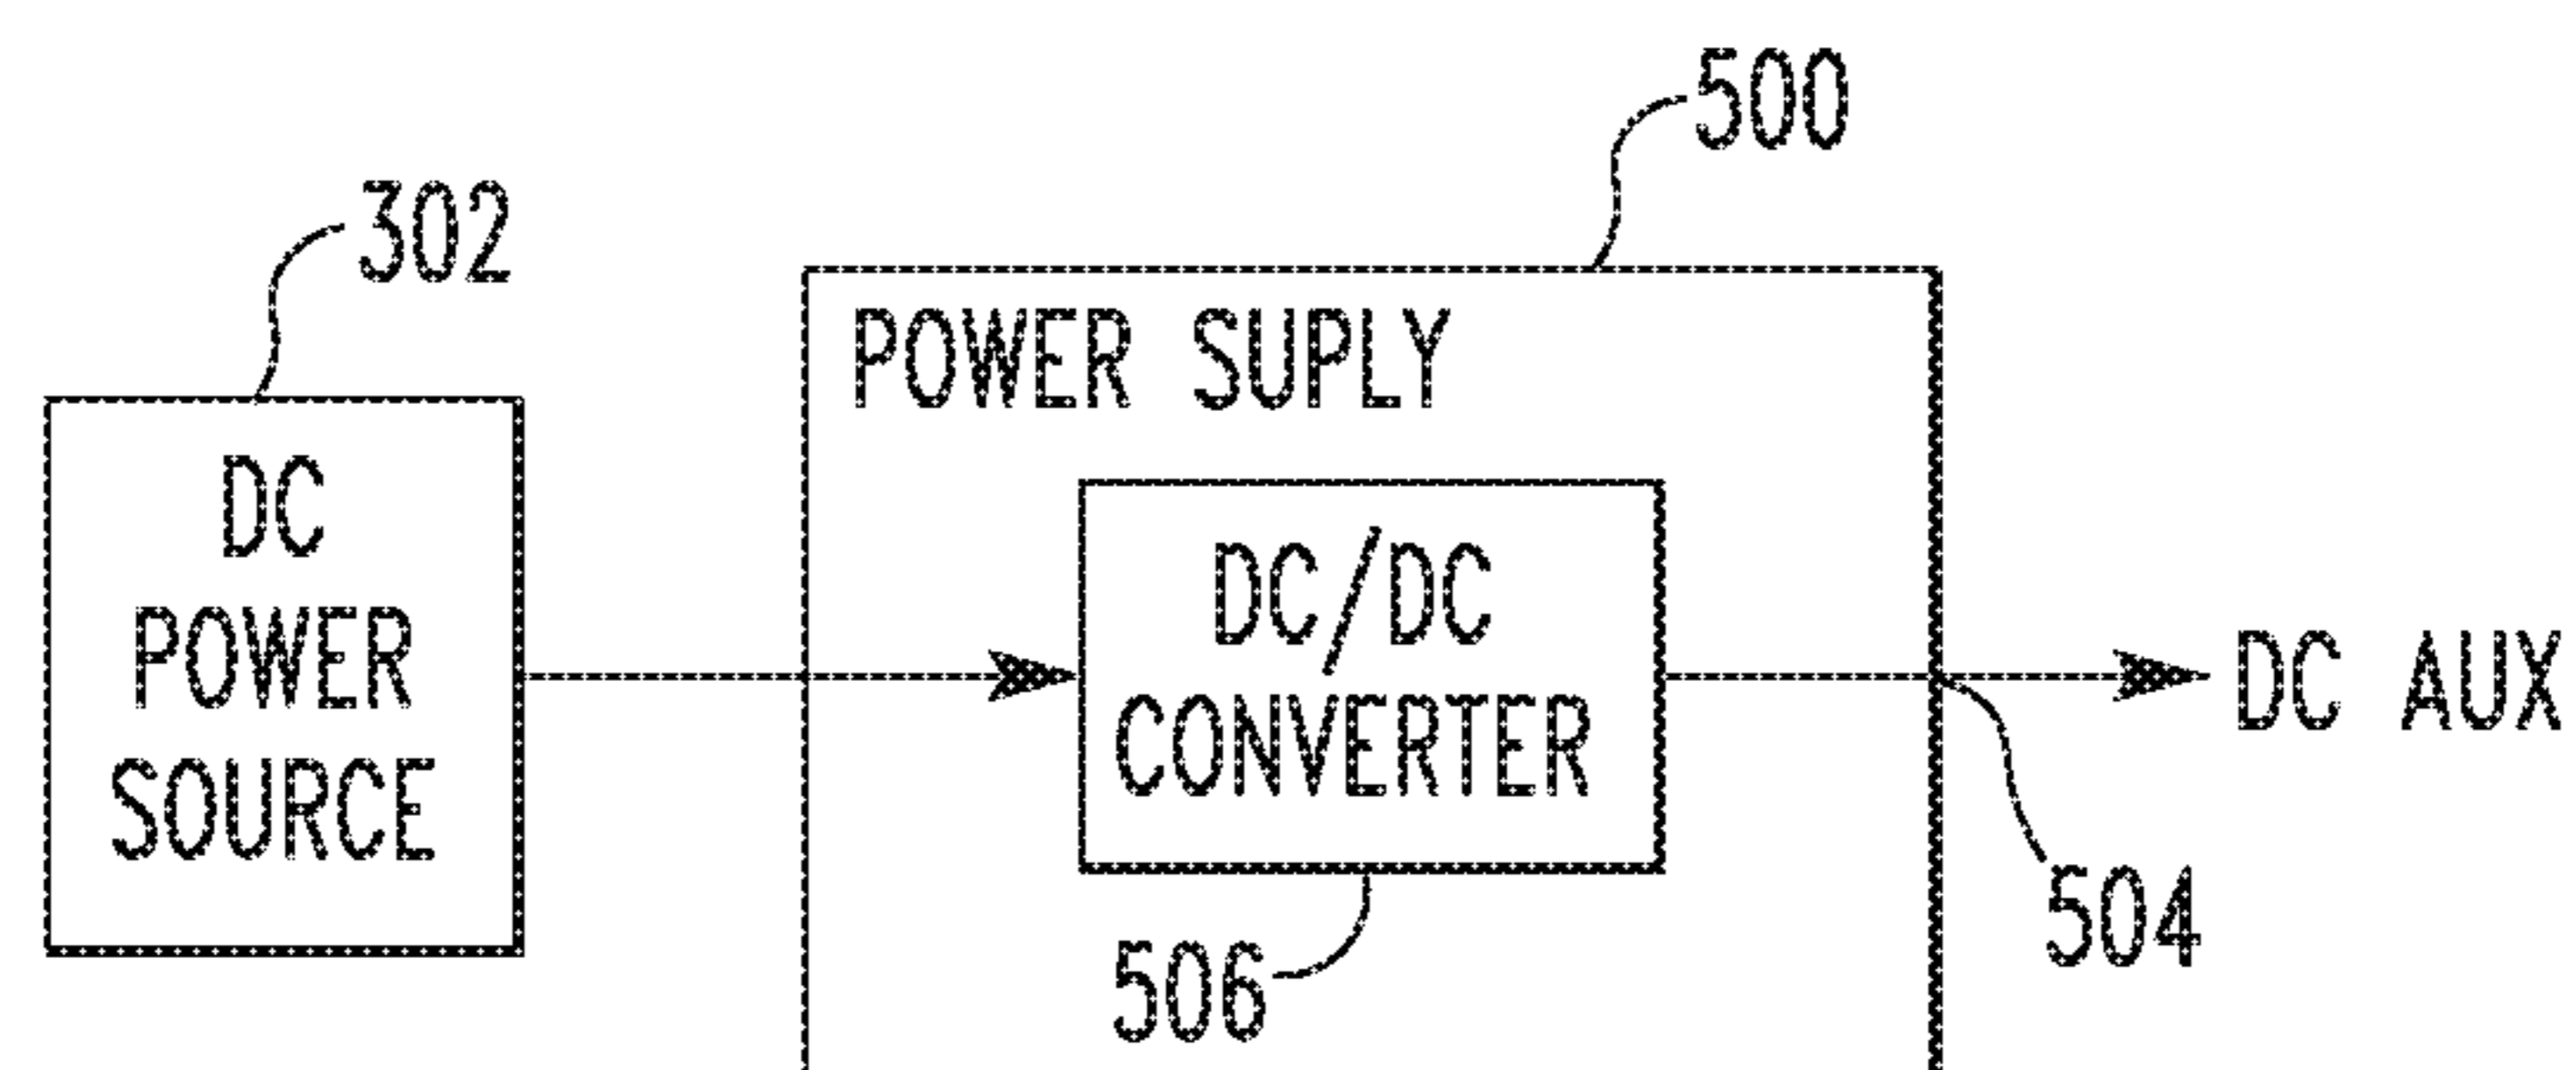 500
302
POWER SUPLY
DC
POWER
SOURCE
DC/DC
CONVERTER
DC AUX
504
506